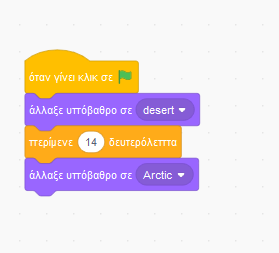 όταν γίνει κλικ σε
άλλαξε υπόβαθρο σε desert
περίμενε 14 δευτερόλεπτα
άλλαξε υπόβαθρο σε Arctic